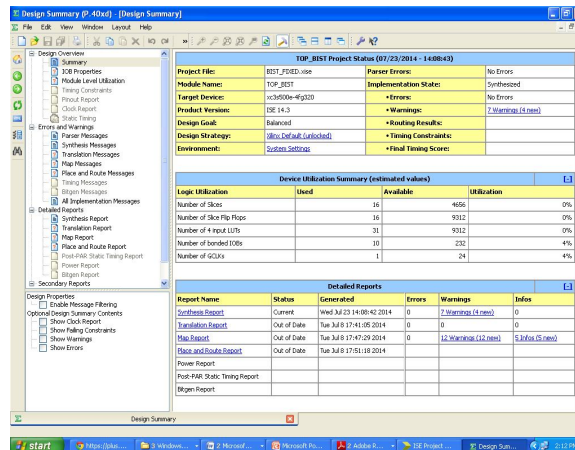 Design Summary (P.40xd) - [Design Summary]
File Edit View Window Layout Help
Design Overview
Summary
IOB Properties
Module Level Utilization
Timing Constraints
Pinout Report
Clock Report
Static Timing
Errors and Warnings
Parser Messages
Synthesis Messages
Translation Messages
Map Messages
Place and Route Messages
Timing Messages
Bitgen Messages
All Implementation Messages
Detailed Reports
Synthesis Report
Translation Report
Map Report
Place and Route Report
Post-PAR Static Timing Report
Power Report
Bitgen Report
Secondary Reports
Design Properties
Enable Message Filtering
Optional Design Summary Contents
Show Clock Report
Show Failing Constraints
Show Warnings
Show Errors
TOP_BIST Project Status (07/23/2014 - 14:08:43)
Project File: BIST_FIXED.xise Parser Errors: No Errors
Module Name: TOP_BIST Implementation State: Synthesized
Target Device: xc3s500e-4fg320 •Errors: No Errors
Product Version: ISE 14.3 •Warnings: 7 Warnings (4 new)
Design Goal: Balanced •Routing Results:
Design Strategy: Xilinx Default (unlocked) •Timing Constraints:
Environment: System Settings •Final Timing Score:
Device Utilization Summary (estimated values) [-]
Logic Utilization Used Available Utilization
Number of Slices 16 4656 0%
Number of Slice Flip Flops 16 9312 0%
Number of 4 input LUTs 31 9312 0%
Number of bonded IOBs 10 232 4%
Number of GCLKs 1 24 4%
Detailed Reports [-]
Report Name Status Generated Errors Warnings Infos
Synthesis Report Current Wed Jul 23 14:08:42 2014 0 7 Warnings (4 new) 0
Translation Report Out of Date Tue Jul 8 17:41:05 2014 0 0 0
Map Report Out of Date Tue Jul 8 17:47:29 2014 0 12 Warnings (12 new) 5 Infos (5 new)
Place and Route Report Out of Date Tue Jul 8 17:51:18 2014
Power Report
Post-PAR Static Timing Report
Bitgen Report
Design Summary
start https://plus.... 3 Windows... 2 Microsof... Microsoft Po... 2 Adobe R... ISE Project ... Design Sum... 2:12 PM